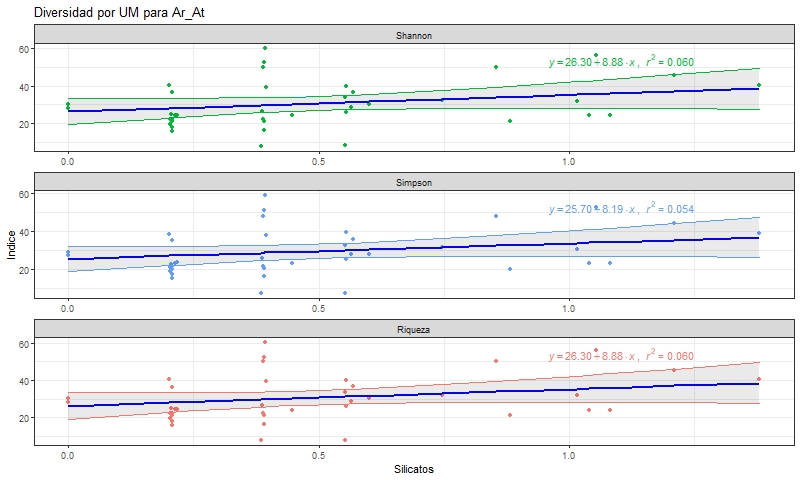 Diversidad por UM para Ar_At
Shannon
60
40
20
y = 26.30 + 8.88 · x , r² = 0.060
0.0 0.5 1.0
Simpson
60
40
20
y = 25.70 + 8.19 · x , r² = 0.054
0.0 0.5 1.0
Indice
Riqueza
60
40
20
y = 26.30 + 8.88 · x , r² = 0.060
0.0 0.5 1.0
Silicatos